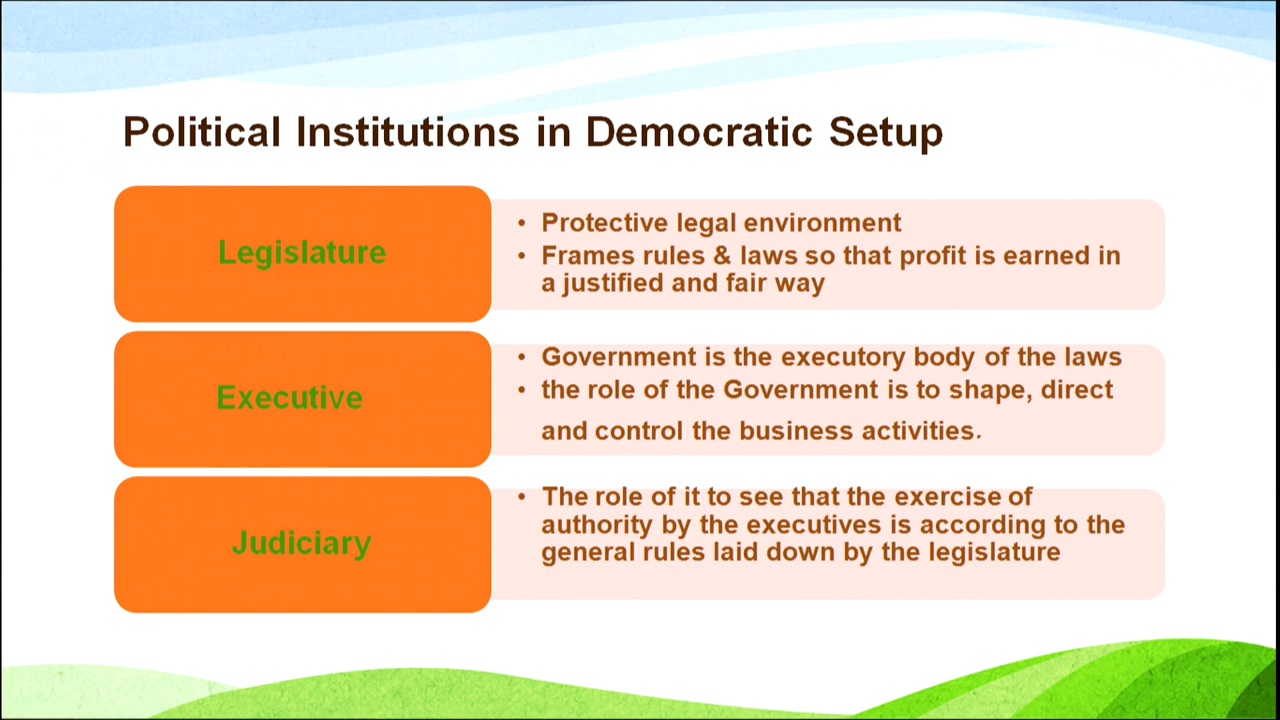 Political Institutions in Democratic Setup
Legislature
• Protective legal environment
• Frames rules & laws so that profit is earned in
a justified and fair way
Executive
• Government is the executory body of the laws
• the role of the Government is to shape, direct
and control the business activities.
Judiciary
• The role of it to see that the exercise of
authority by the executives is according to the
general rules laid down by the legislature